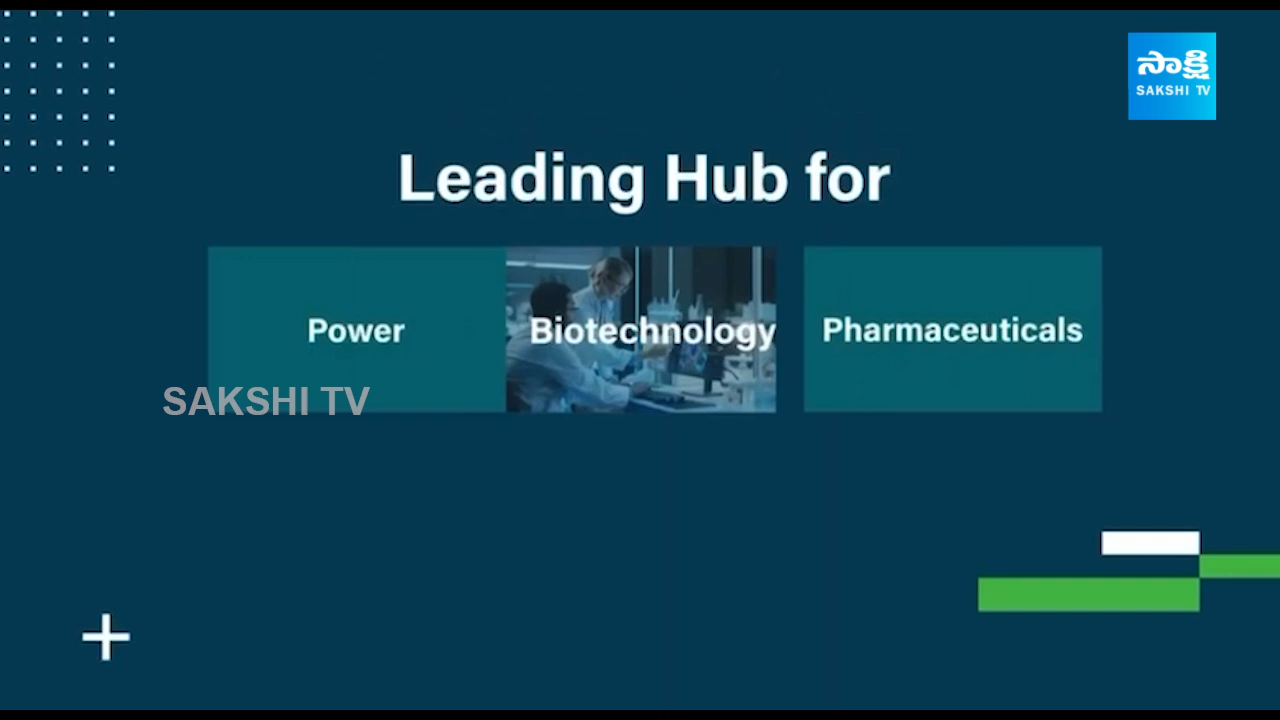 సాక్షి
SAKSHI TV
Leading Hub for
Power
Biotechnology
Pharmaceuticals
SAKSHI TV